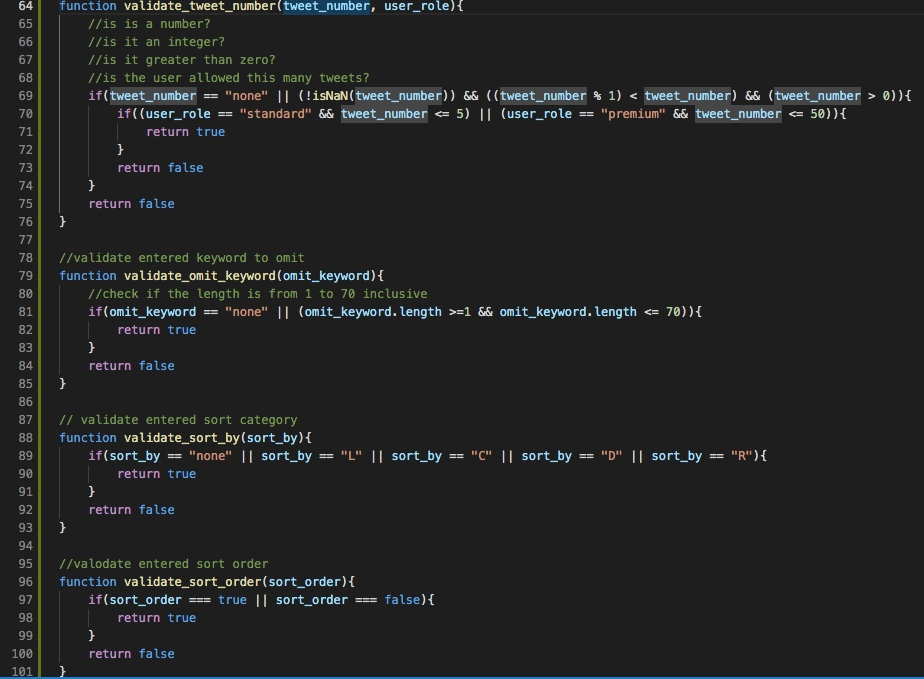 64 function validate_tweet_number(tweet_number, user_role){
65 //is is a number?
66 //is it an integer?
67 //is it greater than zero?
68 //is the user allowed this many tweets?
69 if(tweet_number == "none" || (!isNaN(tweet_number)) && ((tweet_number % 1) < tweet_number) && (tweet_number > 0)){
70 if((user_role == "standard" && tweet_number <= 5) || (user_role == "premium" && tweet_number <= 50)){
71 return true
72 }
73 return false
74 }
75 return false
76 }
77
78 //validate entered keyword to omit
79 function validate_omit_keyword(omit_keyword){
80 //check if the length is from 1 to 70 inclusive
81 if(omit_keyword == "none" || (omit_keyword.length >=1 && omit_keyword.length <= 70)){
82 return true
83 }
84 return false
85 }
86
87 // validate entered sort category
88 function validate_sort_by(sort_by){
89 if(sort_by == "none" || sort_by == "L" || sort_by == "C" || sort_by == "D" || sort_by == "R"){
90 return true
91 }
92 return false
93 }
94
95 //valodate entered sort order
96 function validate_sort_order(sort_order){
97 if(sort_order === true || sort_order === false){
98 return true
99 }
100 return false
101 }